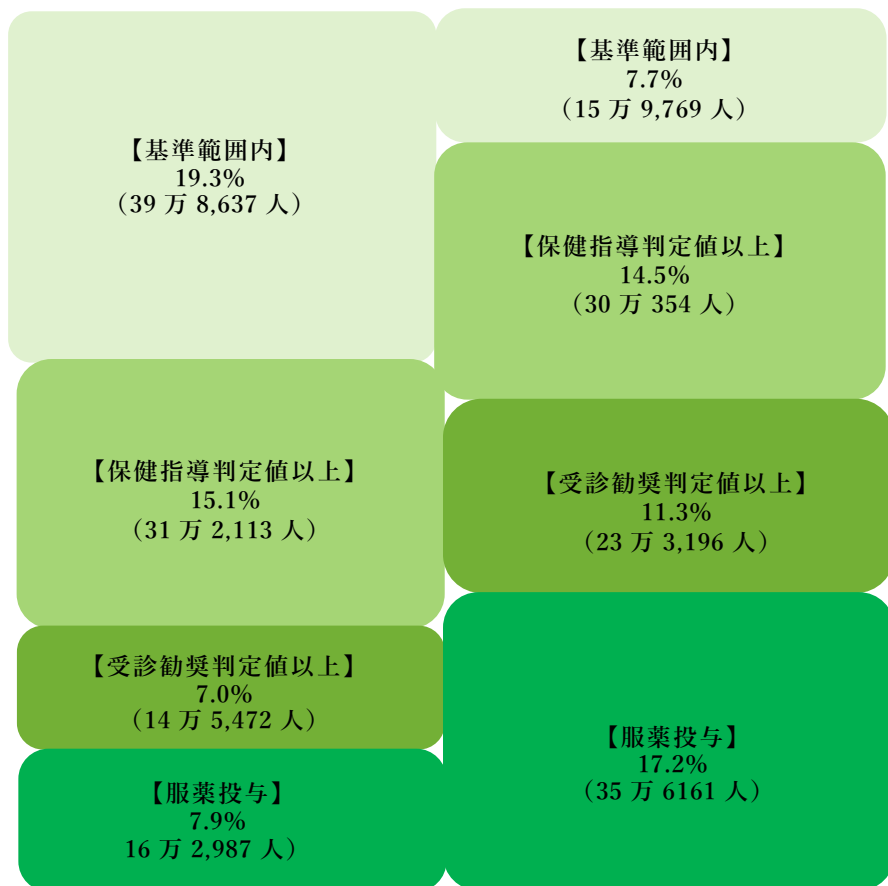 【基準範囲内】
19.3%
（39 万 8,637 人）
【保健指導判定値以上】
15.1%
（31 万 2,113 人）
【受診勧奨判定値以上】
7.0%
（14 万 5,472 人）
【服薬投与】
7.9%
16 万 2,987 人）
【基準範囲内】
7.7%
（15 万 9,769 人）
【保健指導判定値以上】
14.5%
（30 万 354 人）
【受診勧奨判定値以上】
11.3%
（23 万 3,196 人）
【服薬投与】
17.2%
（35 万 6161 人）